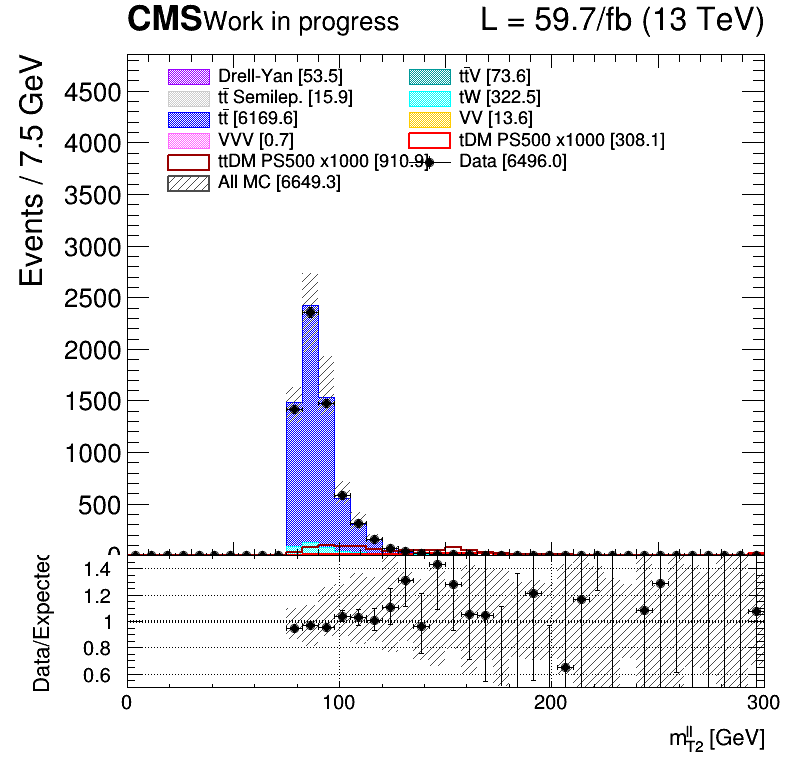 CMS Work in progress L = 59.7/fb (13 TeV)
Events / 7.5 GeV
4500
4000
3500
3000
2500
2000
1500
1000
500
0
Drell-Yan [53.5]
tt̄ Semilep. [15.9]
tt̄ [6169.6]
VVV [0.7]
ttDM PS500 x1000 [910.9]
All MC [6649.3]
tt̄V [73.6]
tW [322.5]
VV [13.6]
tDM PS500 x1000 [308.1]
Data [6496.0]
Data/Expected
1.4
1.2
1
0.8
0.6
0 100 200 300
m_{T2}^{ll} [GeV]